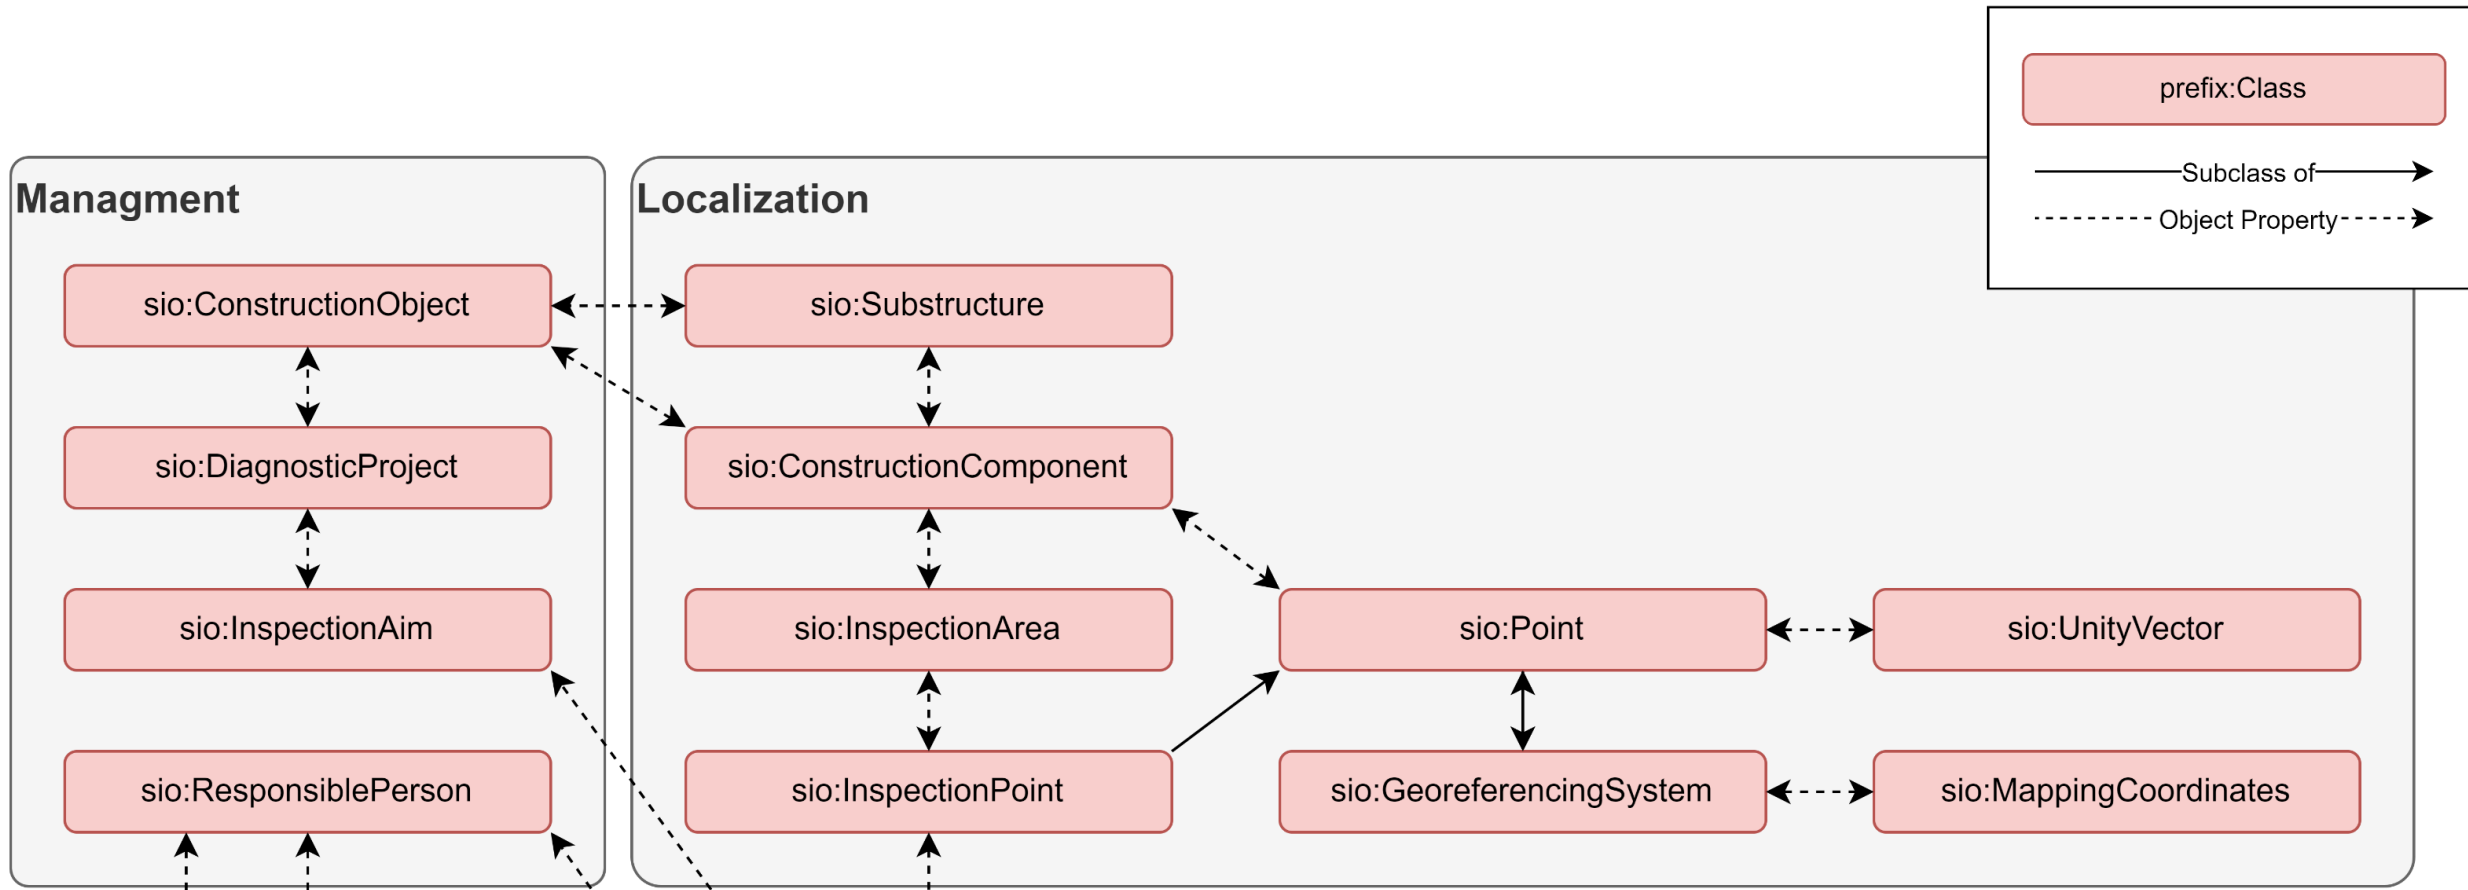 prefix:Class
Subclass of
Object Property
Managment
Localization
sio:ConstructionObject
sio:Substructure
sio:DiagnosticProject
sio:ConstructionComponent
sio:InspectionAim
sio:InspectionArea
sio:Point
sio:UnityVector
sio:ResponsiblePerson
sio:InspectionPoint
sio:GeoreferencingSystem
sio:MappingCoordinates